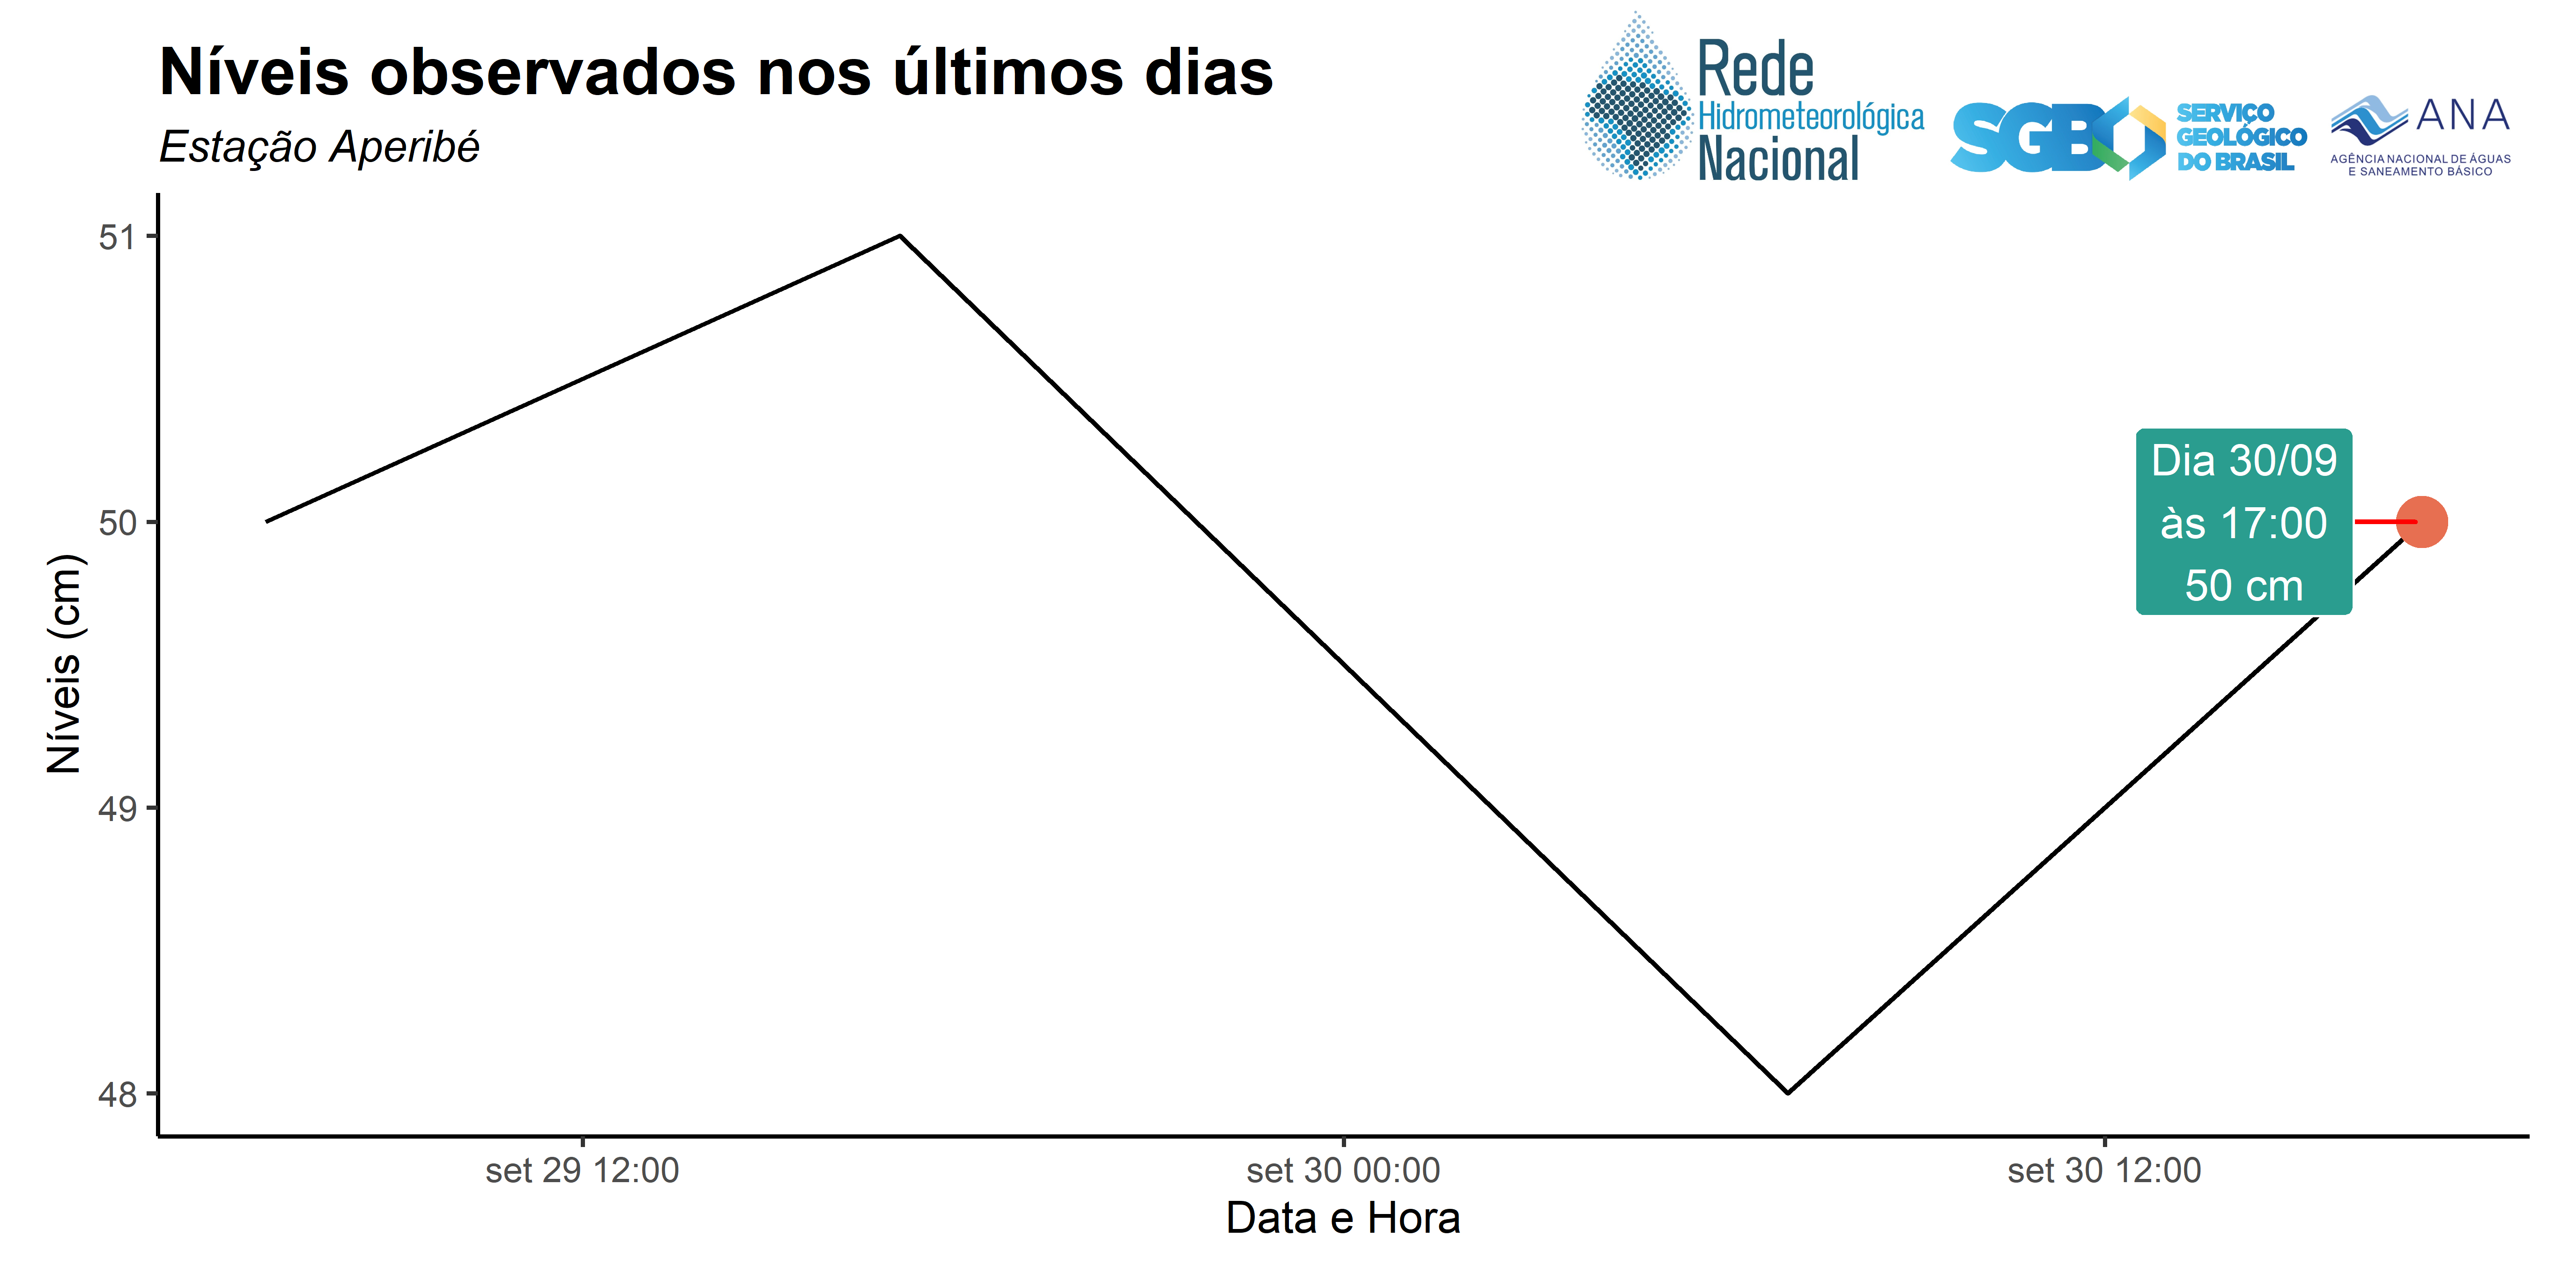 Níveis observados nos últimos dias
Estação Aperibé
Rede
Hidrometeorológica
Nacional
SGB
SERVIÇO
GEOLÓGICO
DO BRASIL
ANA
AGÊNCIA NACIONAL DE ÁGUAS
E SANEAMENTO BÁSICO
Níveis (cm)
51
50
49
48
Dia 30/09
às 17:00
50 cm
set 29 12:00
set 30 00:00
set 30 12:00
Data e Hora